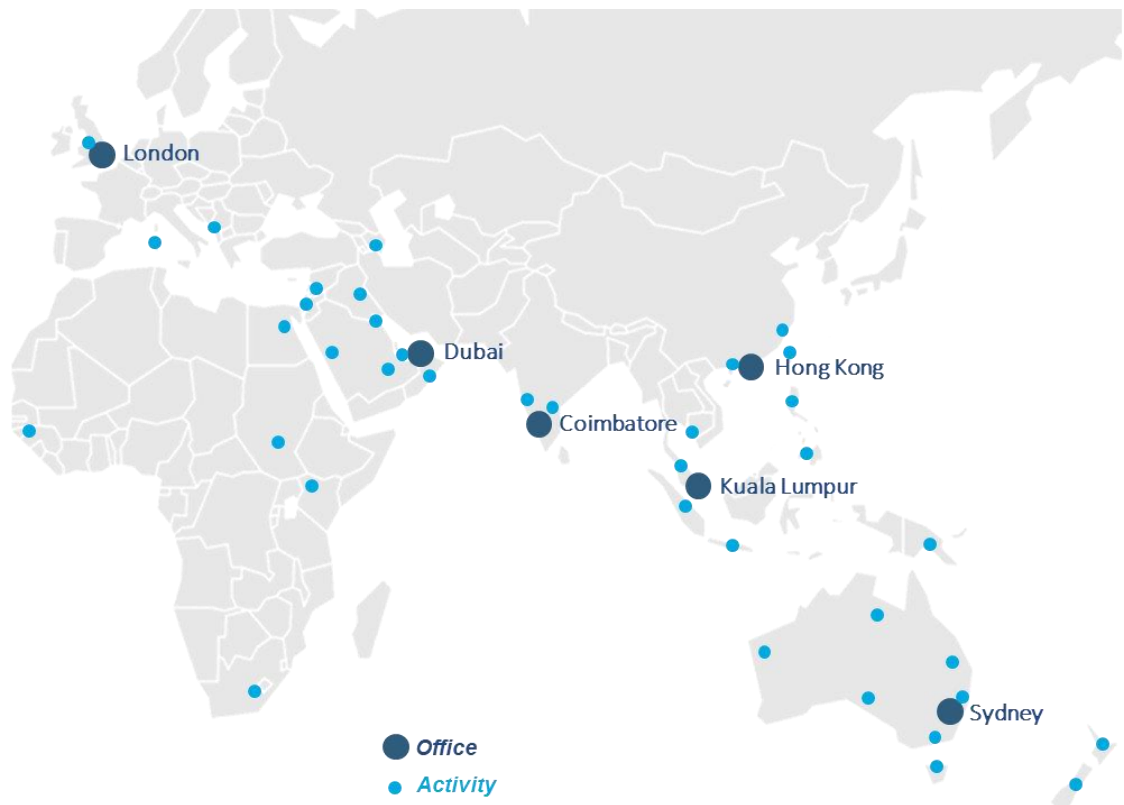 London
Dubai
Hong Kong
Coimbatore
Kuala Lumpur
Sydney
Office
Activity